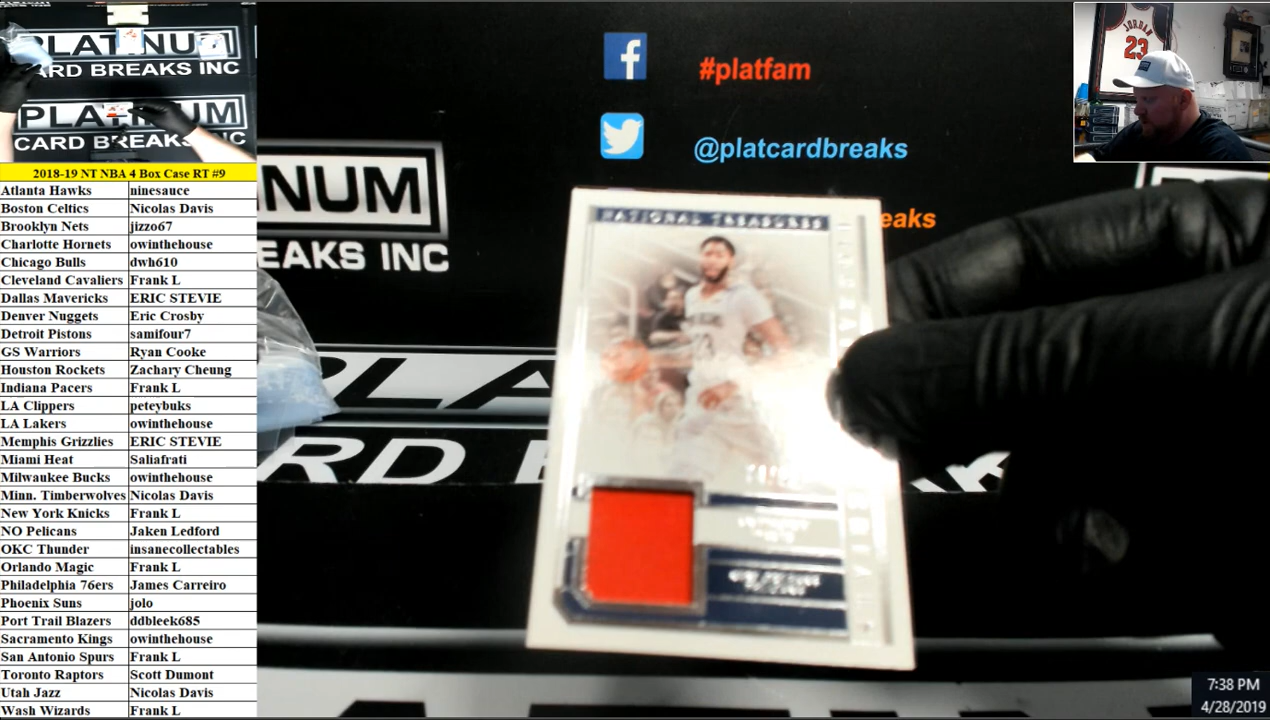 PLATINUM
CARD BREAKS INC
PLATINUM
CARD BREAKS INC
2018-19 NT NBA 4 Box Case RT #9
Atlanta Hawks ninesauce
Boston Celtics Nicolas Davis
Brooklyn Nets jizzo67
Charlotte Hornets owinthehouse
Chicago Bulls dwh610
Cleveland Cavaliers Frank L
Dallas Mavericks ERIC STEVIE
Denver Nuggets Eric Crosby
Detroit Pistons samifour7
GS Warriors Ryan Cooke
Houston Rockets Zachary Cheung
Indiana Pacers Frank L
LA Clippers peteybuks
LA Lakers owinthehouse
Memphis Grizzlies ERIC STEVIE
Miami Heat Saliafrati
Milwaukee Bucks owinthehouse
Minn. Timberwolves Nicolas Davis
New York Knicks Frank L
NO Pelicans Jaken Ledford
OKC Thunder insanecollectables
Orlando Magic Frank L
Philadelphia 76ers James Carreiro
Phoenix Suns jolo
Port Trail Blazers ddbleek685
Sacramento Kings owinthehouse
San Antonio Spurs Frank L
Toronto Raptors Scott Dumont
Utah Jazz Nicolas Davis
Wash Wizards Frank L
f
#platfam
@platcardbreaks
eaks
NUM
EAKS INC
PLA
RD
NATIONAL TREASURES
JORDAN
23
7:38 PM
4/28/2019